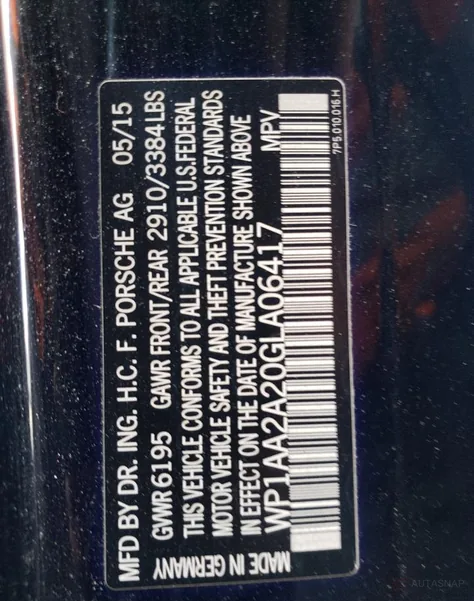 MFD BY DR. ING. H.C. F. PORSCHE AG 05/15
GVWR 6195 GAWR FRONT/REAR 2910/3384 LBS
THIS VEHICLE CONFORMS TO ALL APPLICABLE U.S.FEDERAL
MOTOR VEHICLE SAFETY AND THEFT PREVENTION STANDARDS
IN EFFECT ON THE DATE OF MANUFACTURE SHOWN ABOVE
WP1AA2A20GLA06417 MPV
MADE IN GERMANY
7P5.010.016 H
AUTASNAP